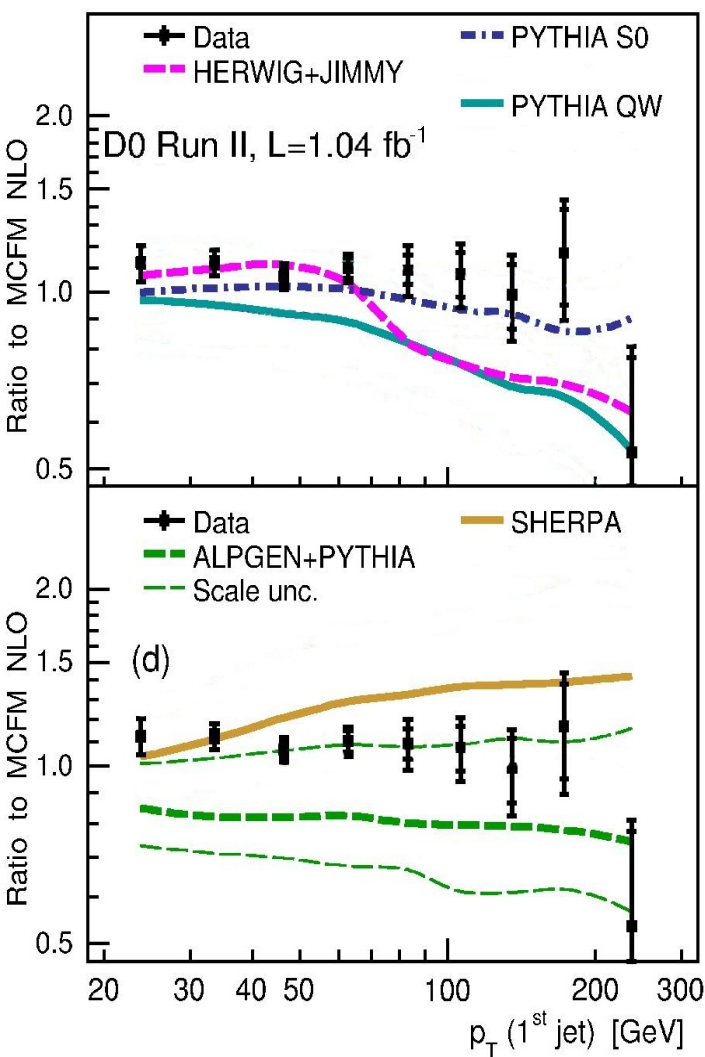 Data
PYTHIA S0
HERWIG+JIMMY
PYTHIA QW
D0 Run II, L=1.04 fb⁻¹
Ratio to MCFM NLO
2.0
1.5
1.0
0.5
Data
SHERPA
ALPGEN+PYTHIA
Scale unc.
(d)
Ratio to MCFM NLO
2.0
1.5
1.0
0.5
20 30 40 50 100 200 300
p_T (1ˢᵗ jet) [GeV]